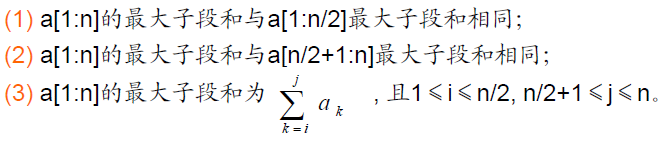 (1) a[1:n]的最大子段和与a[1:n/2]最大子段和相同；
(2) a[1:n]的最大子段和与a[n/2+1:n]最大子段和相同；
(3) a[1:n]的最大子段和为 $\sum_{k=i}^{j} a_k$ ，且1≤i≤n/2, n/2+1≤j≤n。